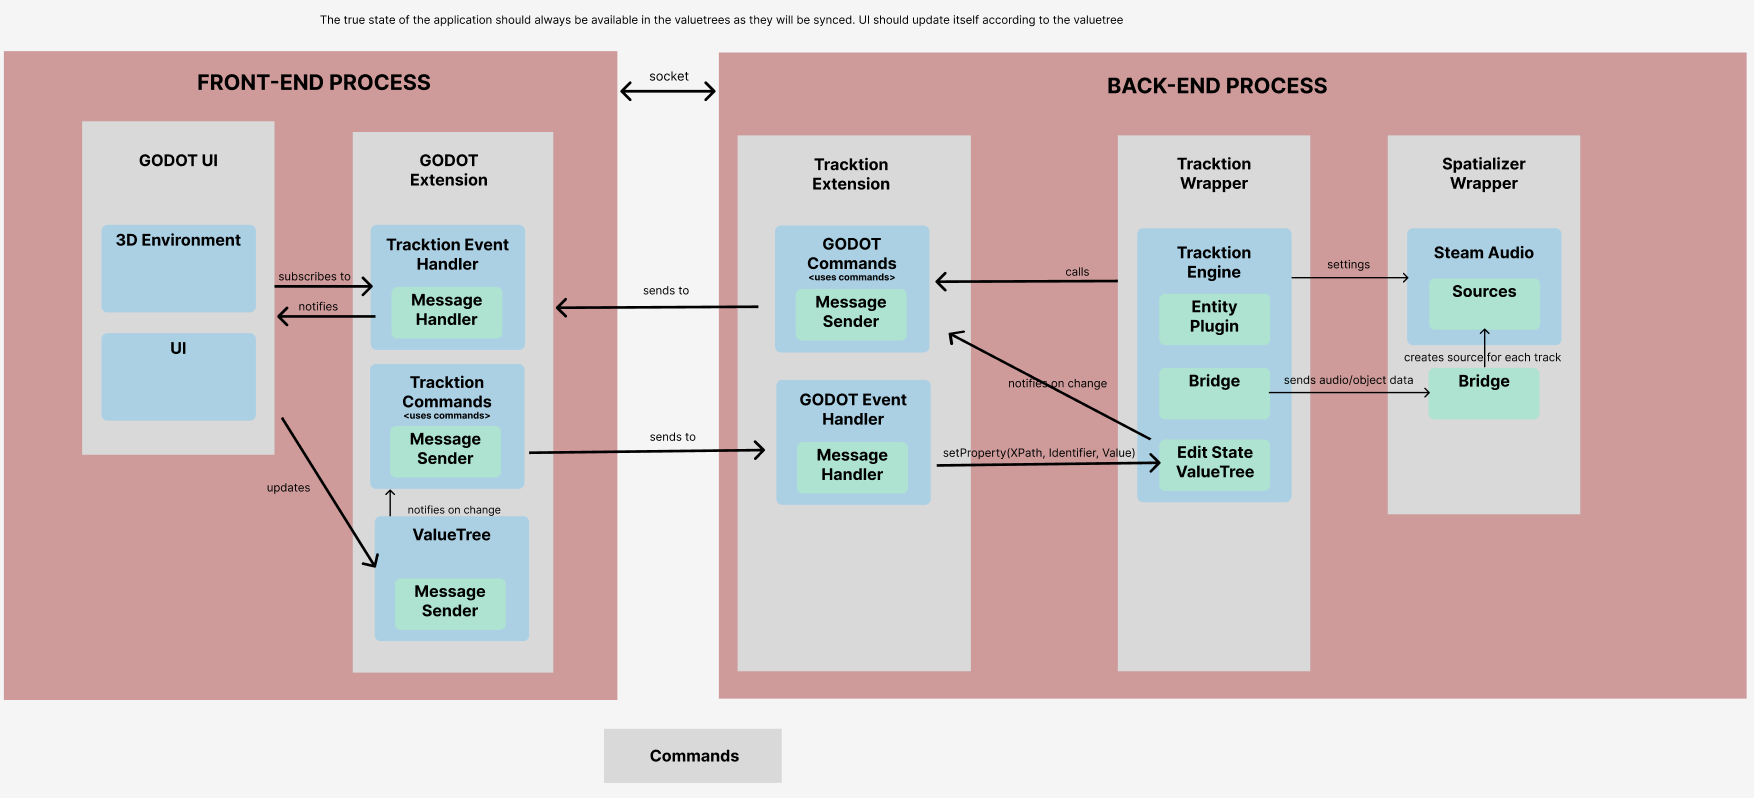 The true state of the application should always be available in the valuetrees as they will be synced. UI should update itself according to the valuetree
FRONT-END PROCESS
socket
BACK-END PROCESS
GODOT UI
3D Environment
UI
subscribes to
notifies
updates
GODOT
Extension
Tracktion Event
Handler
Message
Handler
Tracktion
Commands
<uses commands>
Message
Sender
notifies on change
ValueTree
Message
Sender
sends to
sends to
Tracktion
Extension
GODOT
Commands
<uses commands>
Message
Sender
GODOT Event
Handler
Message
Handler
calls
notifies on change
setProperty(XPath, Identifier, Value)
Tracktion
Wrapper
Tracktion
Engine
Entity
Plugin
Bridge
Edit State
ValueTree
settings
sends audio/object data
Spatializer
Wrapper
Steam Audio
Sources
creates source for each track
Bridge
Commands